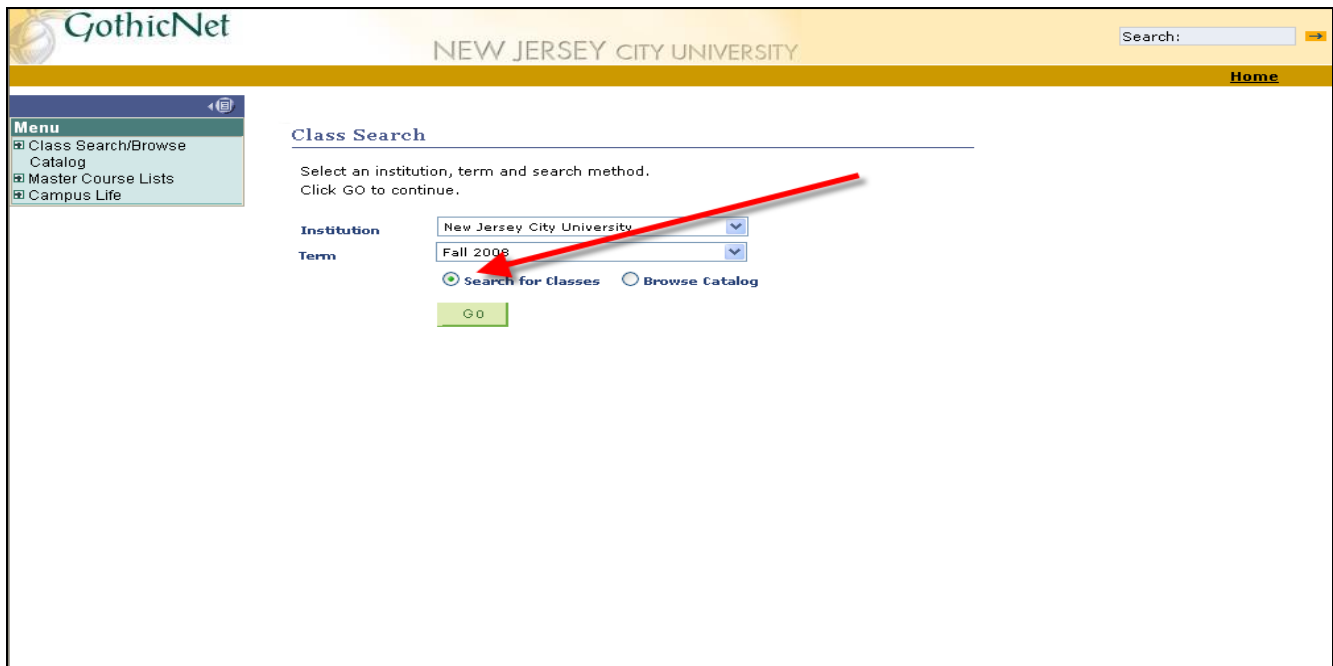 GothicNet
NEW JERSEY CITY UNIVERSITY
Search:
Home
Menu
Class Search/Browse
Catalog
Master Course Lists
Campus Life
Class Search
Select an institution, term and search method.
Click GO to continue.
Institution New Jersey City University
Term Fall 2008
Search for Classes Browse Catalog
Go